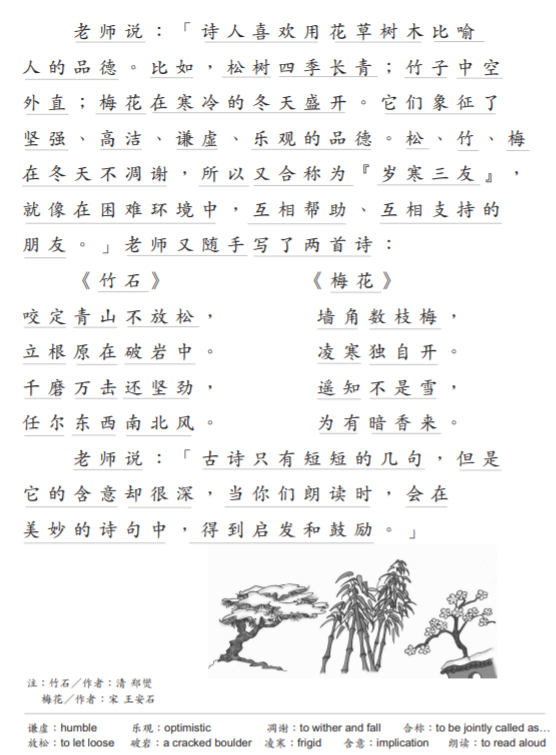 老师说：「诗人喜欢用花草树木比喻
人的品德。比如，松树四季长青；竹子中空
外直；梅花在寒冷的冬天盛开。它们象征了
坚强、高洁、谦虚、乐观的品德。松、竹、梅
在冬天不凋谢，所以又合称为『岁寒三友』，
就像在困难环境中，互相帮助、互相支持的
朋友。」老师又随手写了两首诗：
《竹石》 《梅花》
咬定青山不放松， 墙角数枝梅，
立根原在破岩中。 凌寒独自开。
千磨万击还坚劲， 遥知不是雪，
任尔东西南北风。 为有暗香来。
老师说：「古诗只有短短的几句，但是
它的含意却很深，当你们朗读时，会在
美妙的诗句中，得到启发和鼓励。」
注：竹石／作者：清 郑燮
梅花／作者：宋 王安石
谦虚：humble 乐观：optimistic 凋谢：to wither and fall 合称：to be jointly called as…
放松：to let loose 破岩：a cracked boulder 凌寒：frigid 含意：implication 朗读：to read aloud